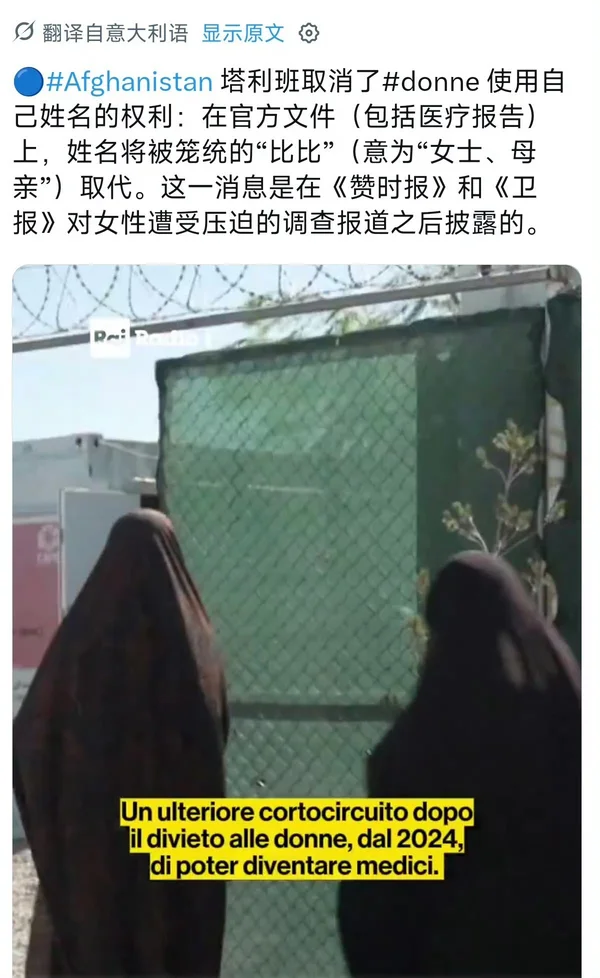 翻译自意大利语 显示原文
#Afghanistan 塔利班取消了#donne 使用自
己姓名的权利：在官方文件（包括医疗报告）
上，姓名将被笼统的“比比”（意为“女士、母
亲”）取代。这一消息是在《赞时报》和《卫
报》对女性遭受压迫的调查报道之后披露的。
Rai Radio 1
Un ulteriore cortocircuito dopo
il divieto alle donne, dal 2024,
di poter diventare medici.